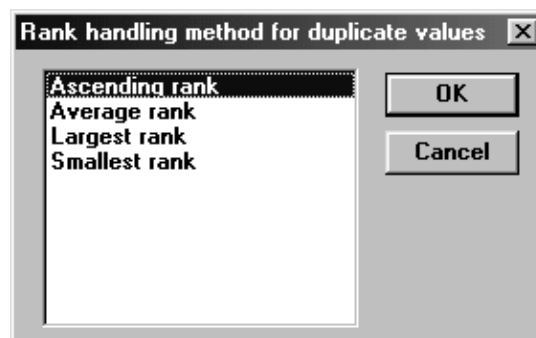 Rank handling method for duplicate values
Ascending rank
Average rank
Largest rank
Smallest rank
OK
Cancel